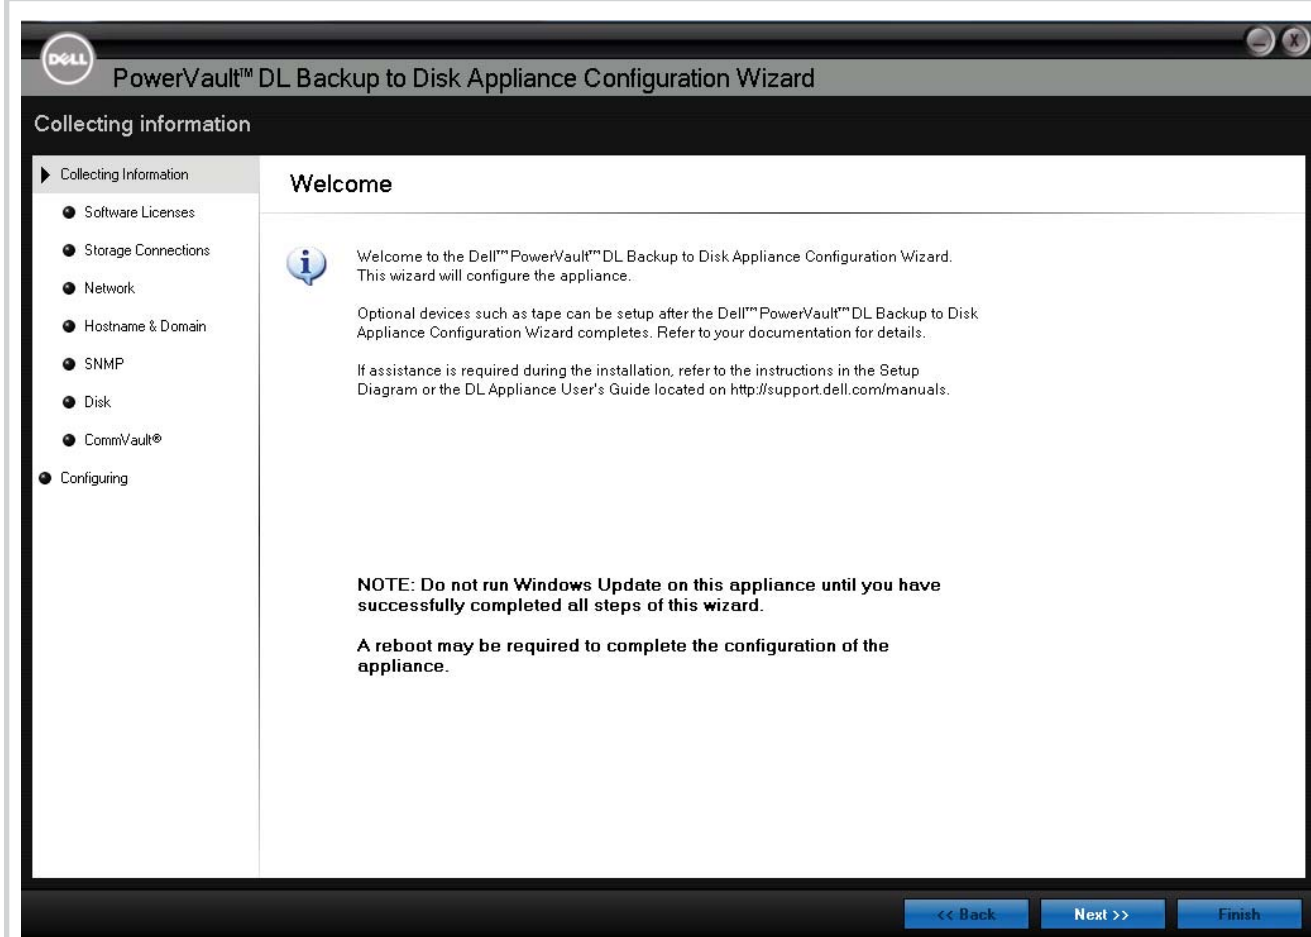 DELL
PowerVault™ DL Backup to Disk Appliance Configuration Wizard
Collecting information
Collecting Information
Software Licenses
Storage Connections
Network
Hostname & Domain
SNMP
Disk
CommVault®
Configuring
Welcome
Welcome to the Dell™ PowerVault™ DL Backup to Disk Appliance Configuration Wizard.
This wizard will configure the appliance.
Optional devices such as tape can be setup after the Dell™ PowerVault™ DL Backup to Disk
Appliance Configuration Wizard completes. Refer to your documentation for details.
If assistance is required during the installation, refer to the instructions in the Setup
Diagram or the DL Appliance User's Guide located on http://support.dell.com/manuals.
NOTE: Do not run Windows Update on this appliance until you have
successfully completed all steps of this wizard.
A reboot may be required to complete the configuration of the
appliance.
<< Back
Next >>
Finish